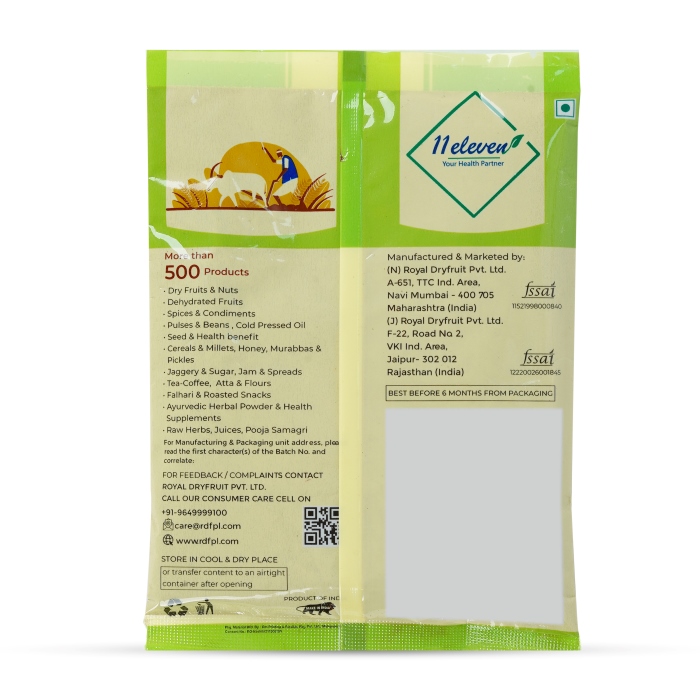 11 eleven
Your Health Partner
More than
500 Products
• Dry Fruits & Nuts
• Dehydrated Fruits
• Spices & Condiments
• Pulses & Beans , Cold Pressed Oil
• Seed & Health benefit
• Cereals & Millets, Honey, Murabbas &
Pickles
• Jaggery & Sugar, Jam & Spreads
• Tea-Coffee, Atta & Flours
• Falhari & Roasted Snacks
• Ayurvedic Herbal Powder & Health
Supplements
• Raw Herbs, Juices, Pooja Samagri
For Manufacturing & Packaging unit address, plea
read the first character(s) of the Batch No. and
correlate:
FOR FEEDBACK / COMPLAINTS CONTACT
ROYAL DRYFRUIT PVT. LTD.
CALL OUR CONSUMER CARE CELL ON
+91-9649999100
care@rdfpl.com
www.rdfpl.com
STORE IN COOL & DRY PLACE
or transfer content to an airtight
container after opening
PRODUCT OF IND
Manufactured & Marketed by:
(N) Royal Dryfruit Pvt. Ltd.
A-651, TTC Ind. Area,
Navi Mumbai - 400 705
Maharashtra (India)
(J) Royal Dryfruit Pvt. Ltd.
F-22, Road No. 2,
VKI Ind. Area,
Jaipur- 302 012
Rajasthan (India)
fssai
11521998000840
fssai
12220026001845
BEST BEFORE 6 MONTHS FROM PACKAGING